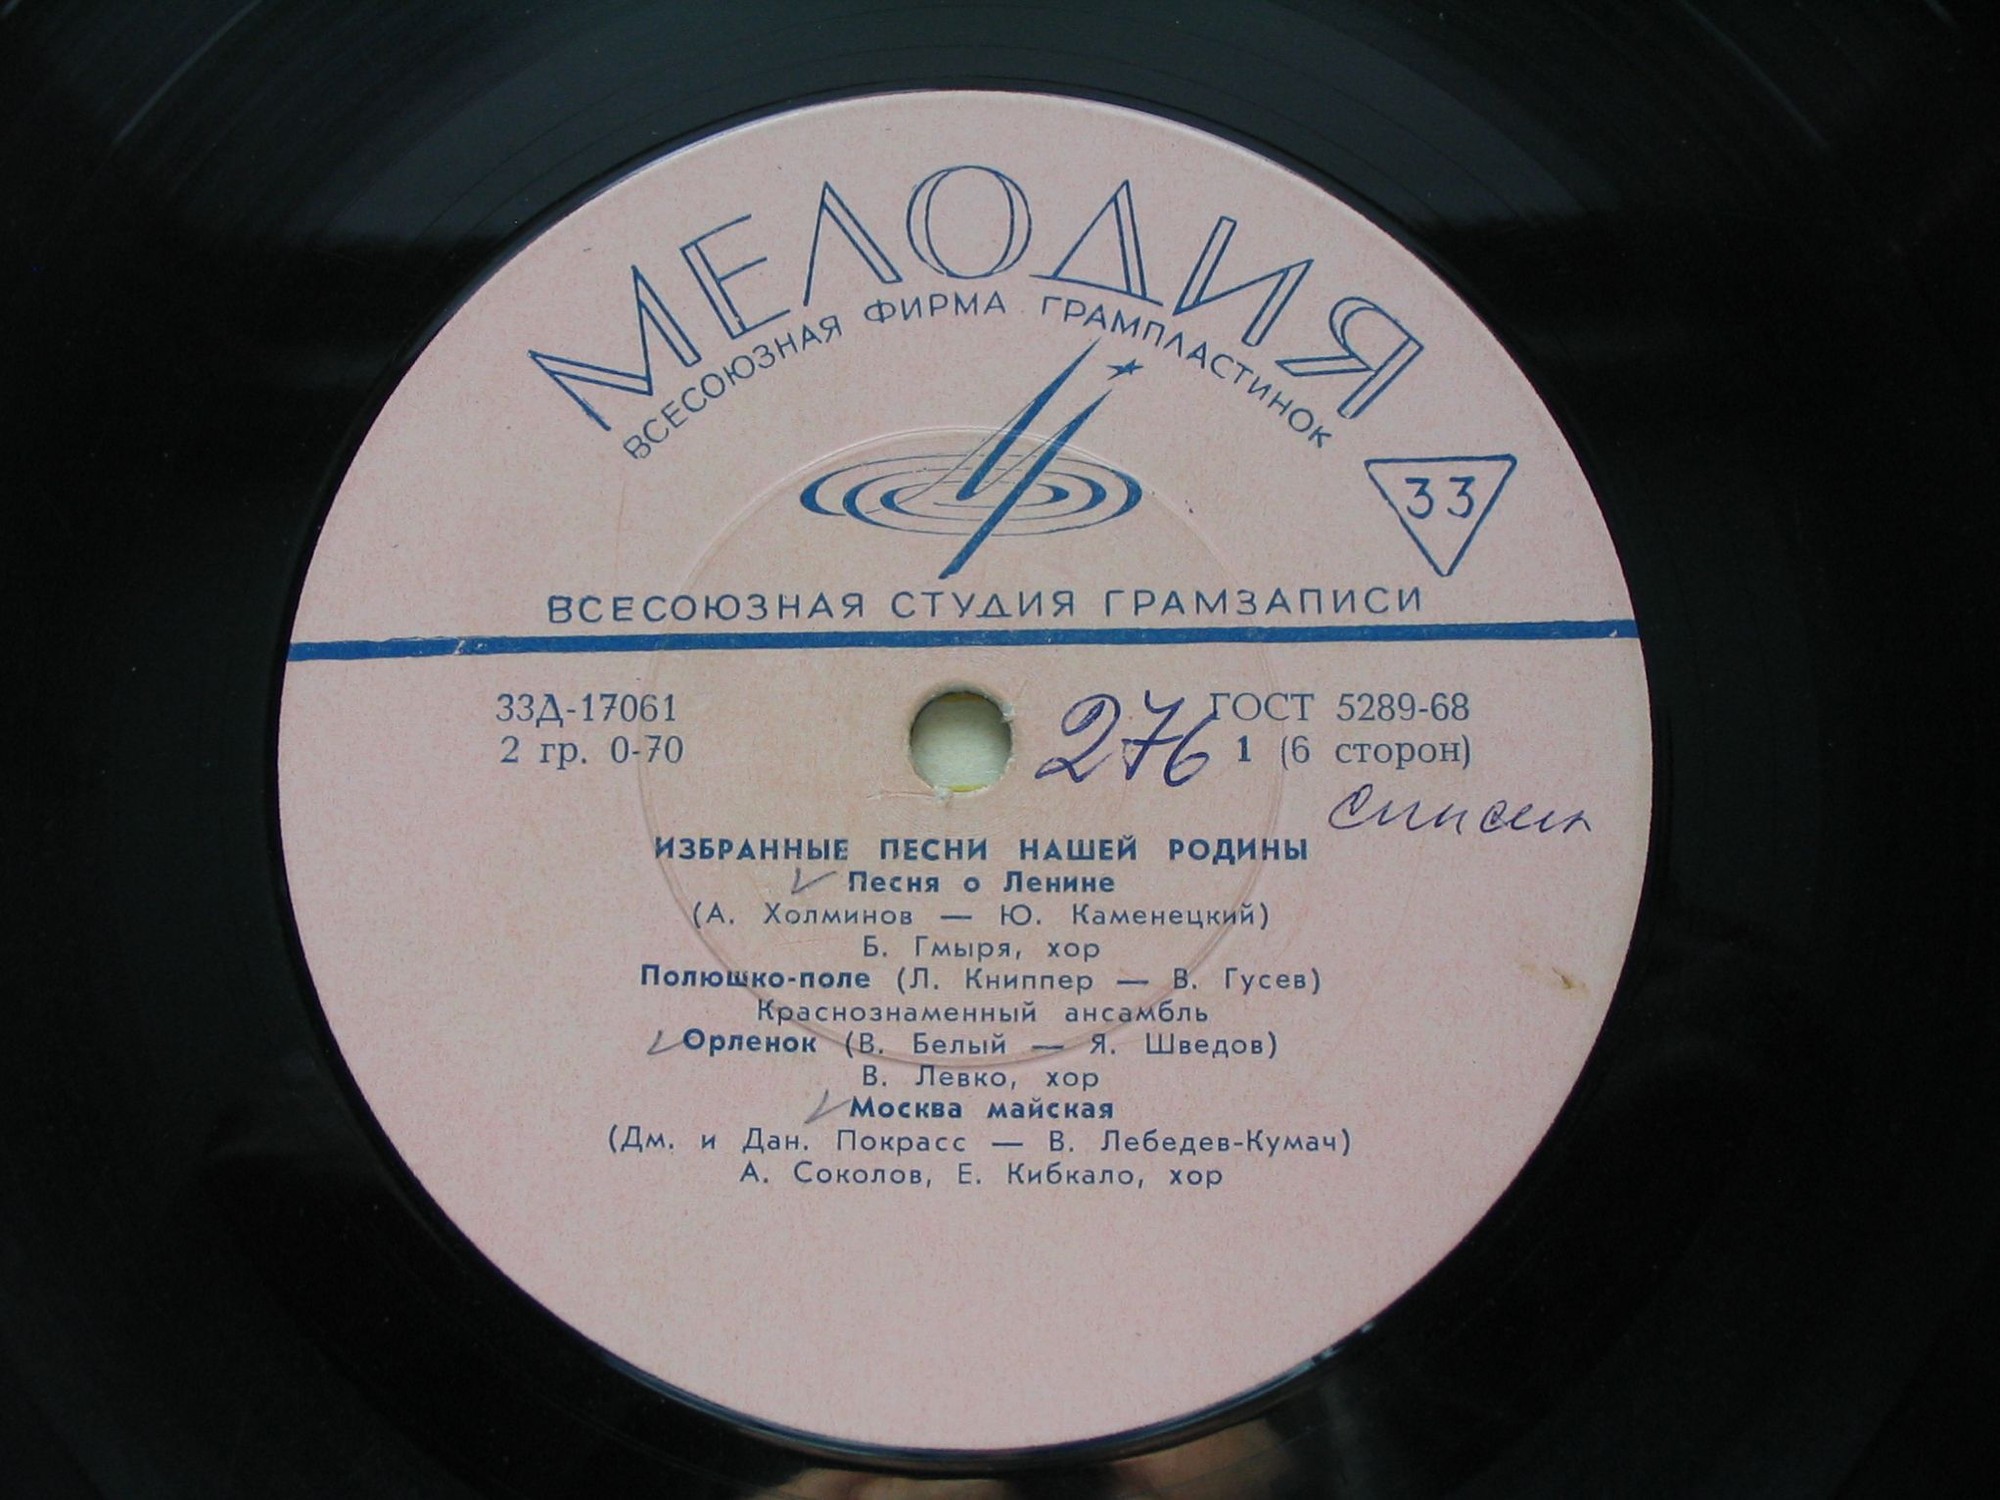 МЕЛОДИЯ
ВСЕСОЮЗНАЯ ФИРМА ГРАМПЛАСТИНОК
33
ВСЕСОЮЗНАЯ СТУДИЯ ГРАМЗАПИСИ
33Д-17061 276 ГОСТ 5289-68
2 гр. 0-70 1 (6 сторон)
ИЗБРАННЫЕ ПЕСНИ НАШЕЙ РОДИНЫ
Песня о Ленине
(А. Холминов — Ю. Каменецкий)
Б. Гмыря, хор
Полюшко-поле (Л. Книппер — В. Гусев)
Краснознаменный ансамбль
Орленок (В. Белый — Я. Шведов)
В. Левко, хор
Москва майская
(Дм. и Дан. Покрасс — В. Лебедев-Кумач)
А. Соколов, Е. Кибкало, хор